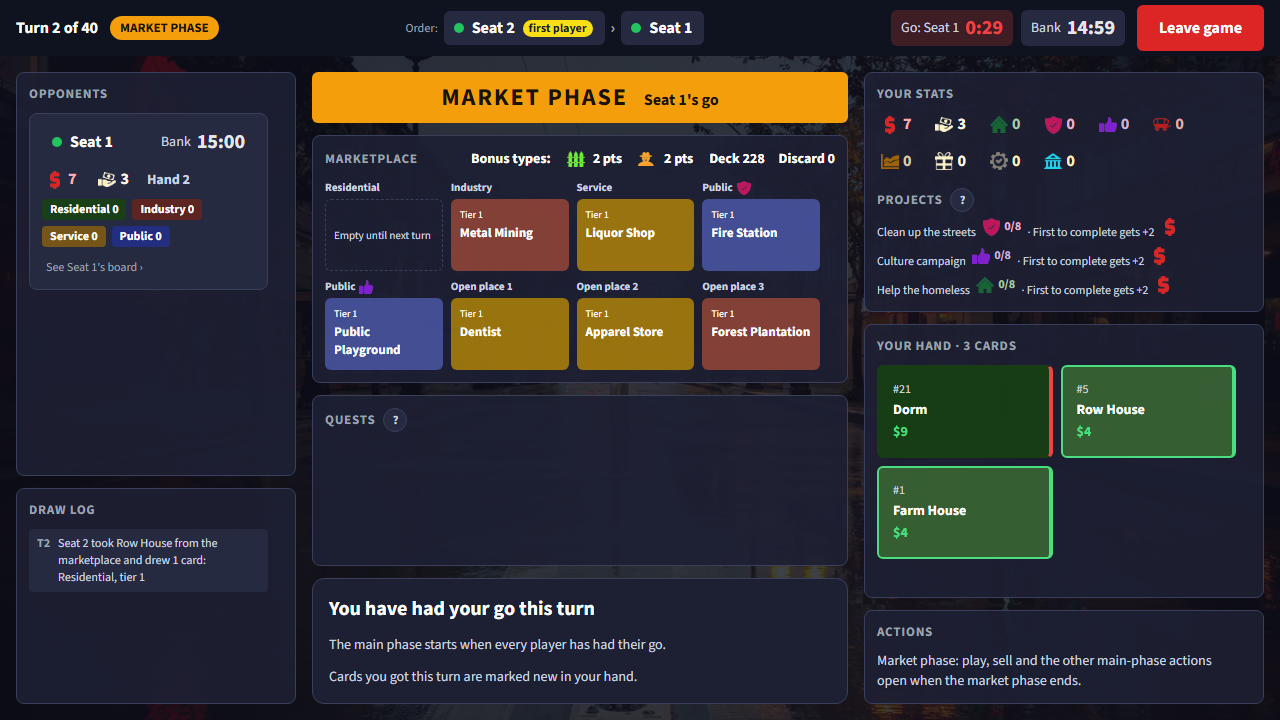 Turn 2 of 40 MARKET PHASE Order: Seat 2 first player › Seat 1 Go: Seat 1 0:29 Bank 14:59 Leave game
OPPONENTS
Seat 1 Bank 15:00
7 3 Hand 2
Residential 0 Industry 0
Service 0 Public 0
See Seat 1's board ›
DRAW LOG
T2 Seat 2 took Row House from the
marketplace and drew 1 card:
Residential, tier 1
MARKET PHASE Seat 1's go
MARKETPLACE Bonus types: 2 pts 2 pts Deck 228 Discard 0
Residential Industry Service Public
Empty until next turn
Tier 1
Metal Mining
Tier 1
Liquor Shop
Tier 1
Fire Station
Public Open place 1 Open place 2 Open place 3
Tier 1
Public
Playground
Tier 1
Dentist
Tier 1
Apparel Store
Tier 1
Forest Plantation
QUESTS ?
You have had your go this turn
The main phase starts when every player has had their go.
Cards you got this turn are marked new in your hand.
YOUR STATS
7 3 0 0 0 0
0 0 0 0
PROJECTS ?
Clean up the streets 0/8 · First to complete gets +2
Culture campaign 0/8 · First to complete gets +2
Help the homeless 0/8 · First to complete gets +2
YOUR HAND · 3 CARDS
#21
Dorm
$9
#5
Row House
$4
#1
Farm House
$4
ACTIONS
Market phase: play, sell and the other main-phase actions
open when the market phase ends.